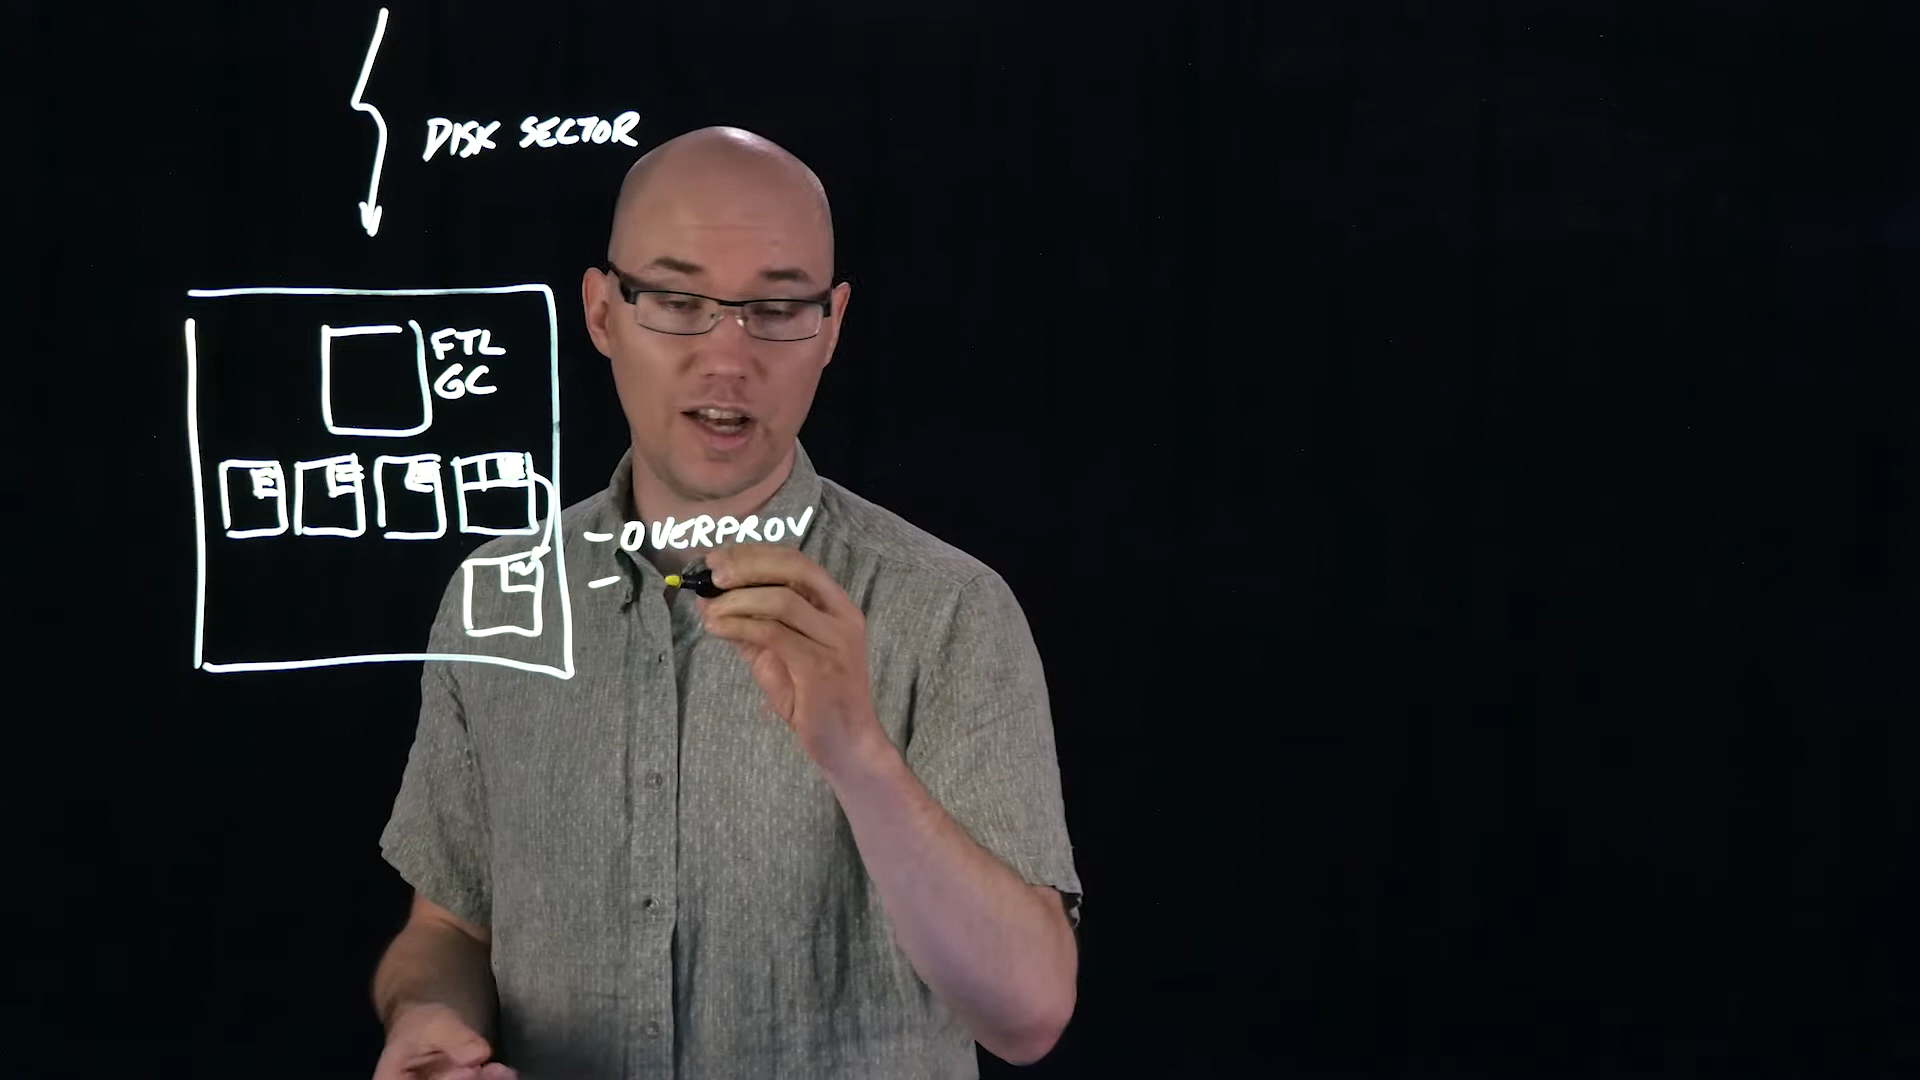 DISK SECTOR
FTL
GC
- OVERPROV
-